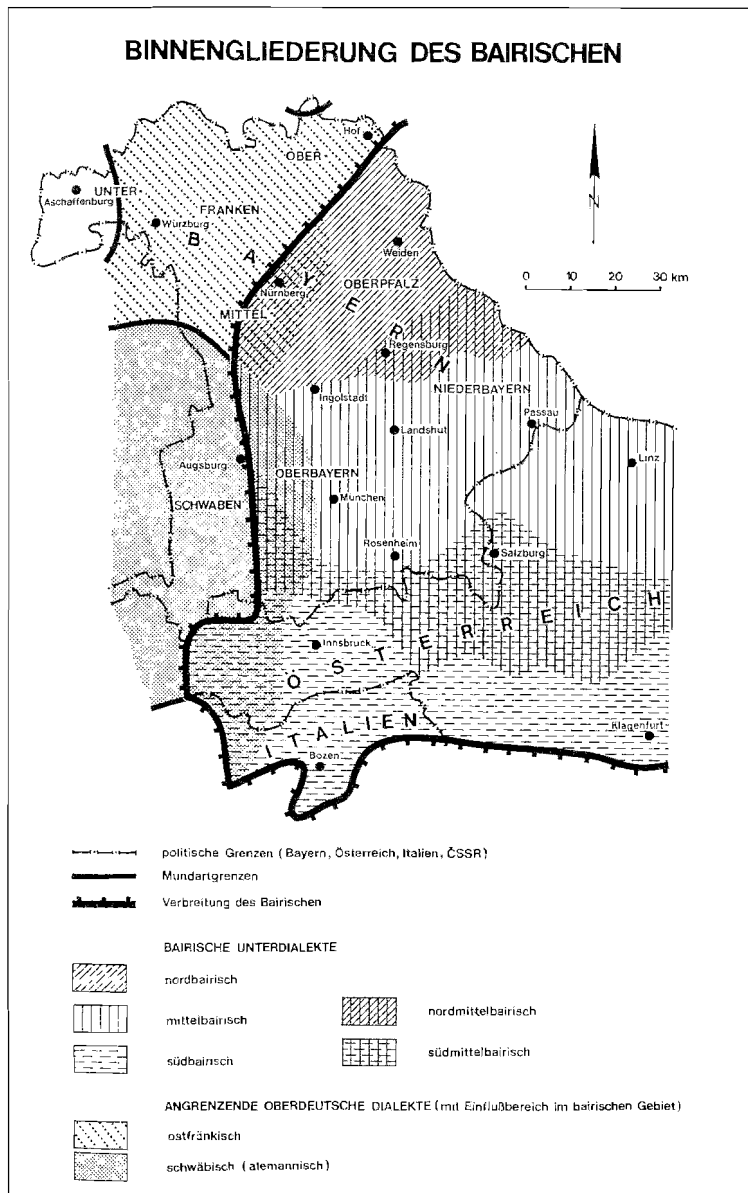 BINNENGLIEDERUNG DES BAIRISCHEN
Hof
OBER
UNTER
Aschaffenburg
FRANKEN
Würzburg
N
BAYERN
Weiden
OBERPFALZ
0 10 20 30 km
Nürnberg
MITTEL
Regensburg
NIEDERBAYERN
Ingolstadt
Passau
Landshut
Augsburg
Linz
OBERBAYERN
München
SCHWABEN
Rosenheim
Salzburg
ÖSTERREICH
Innsbruck
ITALIEN
Klagenfurt
Bozen
politische Grenzen (Bayern, Österreich, Italien, ČSSR)
Mundartgrenzen
Verbreitung des Bairischen
BAIRISCHE UNTERDIALEKTE
nordbairisch
mittelbairisch
nordmittelbairisch
südbairisch
südmittelbairisch
ANGRENZENDE OBERDEUTSCHE DIALEKTE (mit Einflußbereich im bairischen Gebiet)
ostfränkisch
schwäbisch (alemannisch)